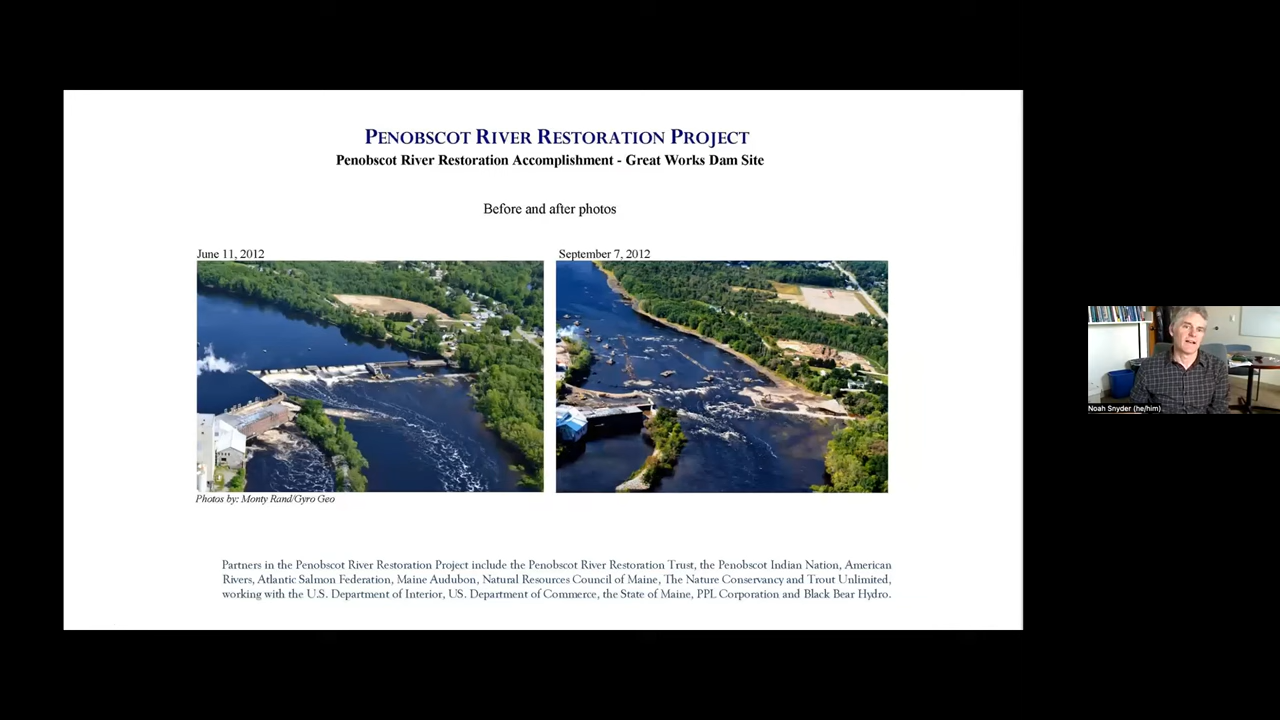 PENOBSCOT RIVER RESTORATION PROJECT
Penobscot River Restoration Accomplishment - Great Works Dam Site
Before and after photos
June 11, 2012
September 7, 2012
Photos by: Monty Rand/Gyro Geo
Partners in the Penobscot River Restoration Project include the Penobscot River Restoration Trust, the Penobscot Indian Nation, American
Rivers, Atlantic Salmon Federation, Maine Audubon, Natural Resources Council of Maine, The Nature Conservancy and Trout Unlimited,
working with the U.S. Department of Interior, US. Department of Commerce, the State of Maine, PPL Corporation and Black Bear Hydro.
Noah Snyder (he/him)